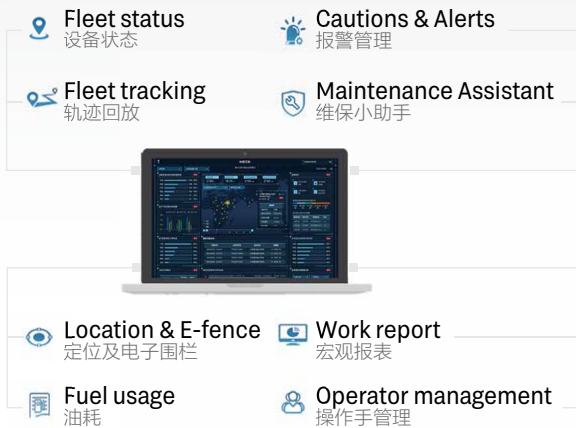 Fleet status
设备状态
Cautions & Alerts
报警管理
Fleet tracking
轨迹回放
Maintenance Assistant
维保小助手
Location & E-fence
定位及电子围栏
Work report
宏观报表
Fuel usage
油耗
Operator management
操作手管理